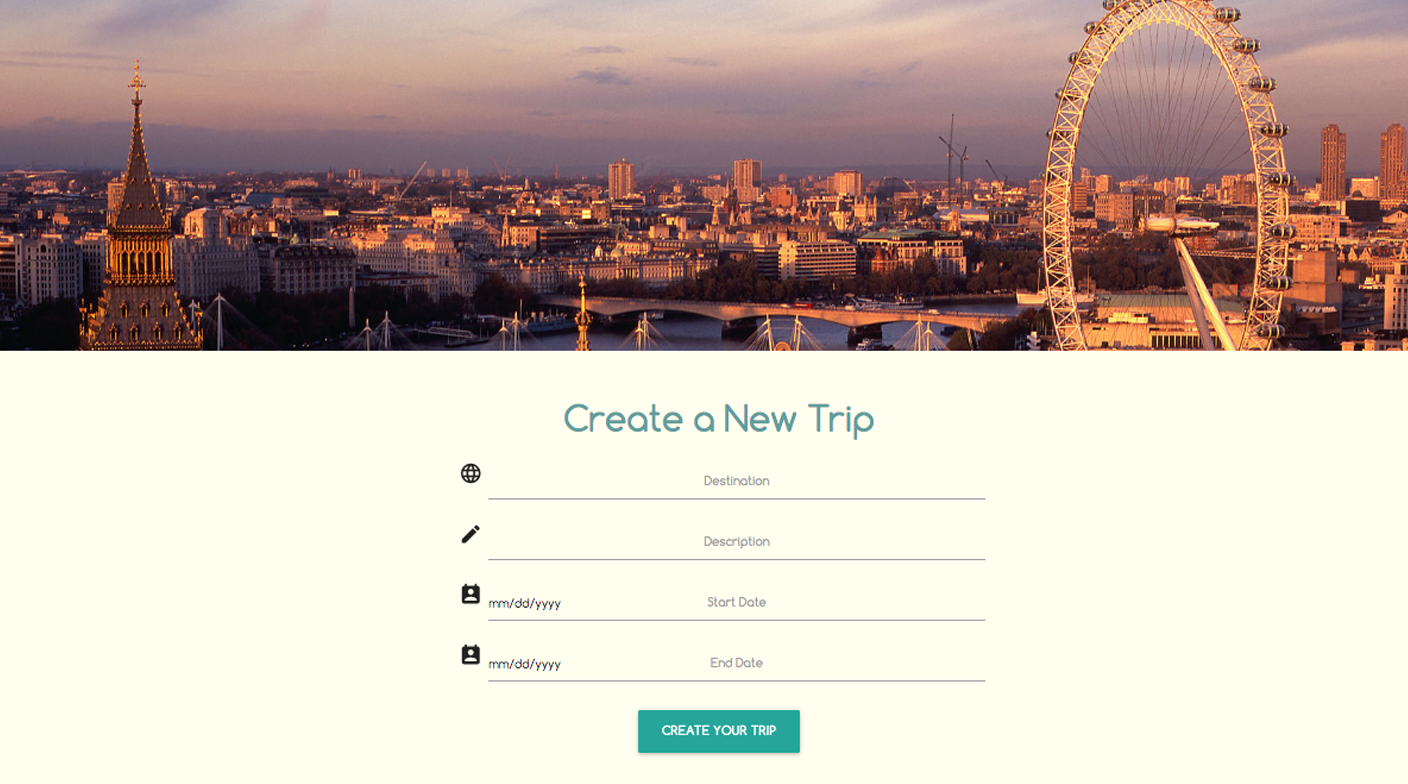 Create a New Trip
Destination
Description
mm/dd/yyyy Start Date
mm/dd/yyyy End Date
CREATE YOUR TRIP